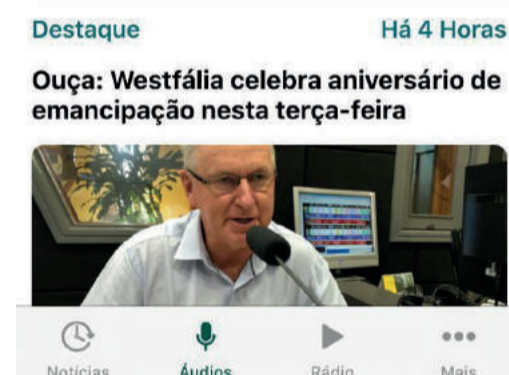 Destaque Há 4 Horas
Ouça: Westfália celebra aniversário de
emancipação nesta terça-feira
Notícias Áudios Rádio Mais